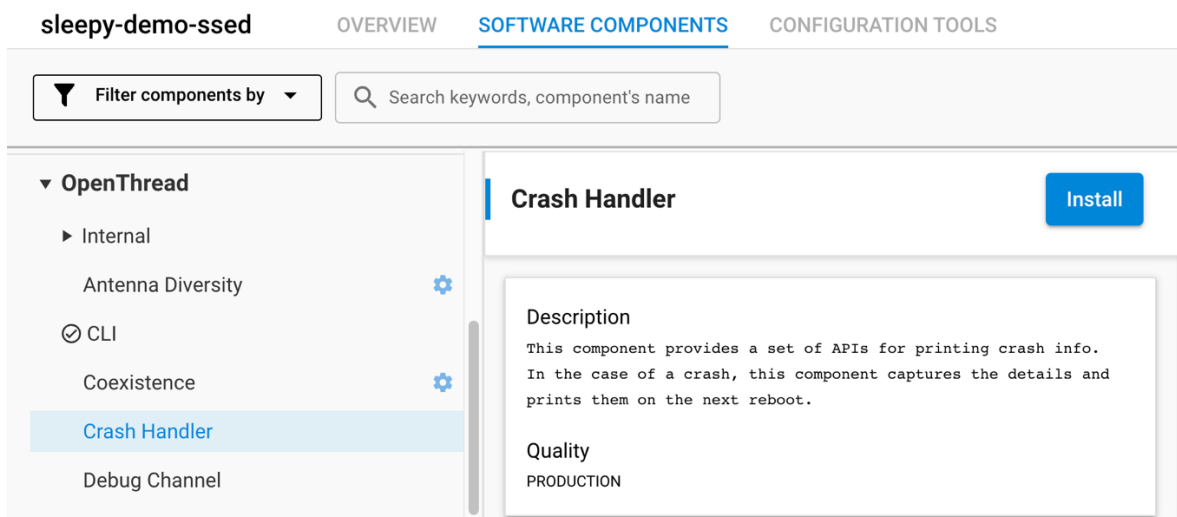 sleepy-demo-ssed OVERVIEW SOFTWARE COMPONENTS CONFIGURATION TOOLS
Filter components by Search keywords, component's name
OpenThread
Internal
Antenna Diversity
CLI
Coexistence
Crash Handler
Debug Channel
Crash Handler Install
Description
This component provides a set of APIs for printing crash info.
In the case of a crash, this component captures the details and
prints them on the next reboot.
Quality
PRODUCTION